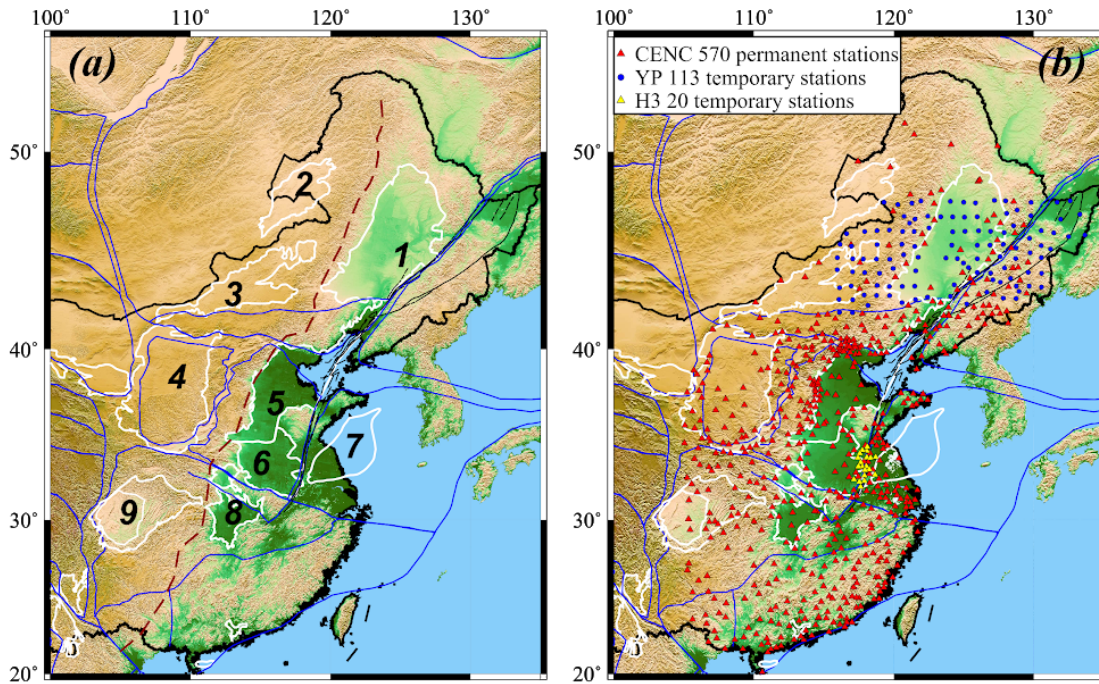 100° 110° 120° 130° 100° 110° 120° 130°
(a)
(b)
CENC 570 permanent stations
YP 113 temporary stations
H3 20 temporary stations
50°
50°
2
1
3
40°
40°
4
5
7
6
9
8
30°
30°
20°
20°